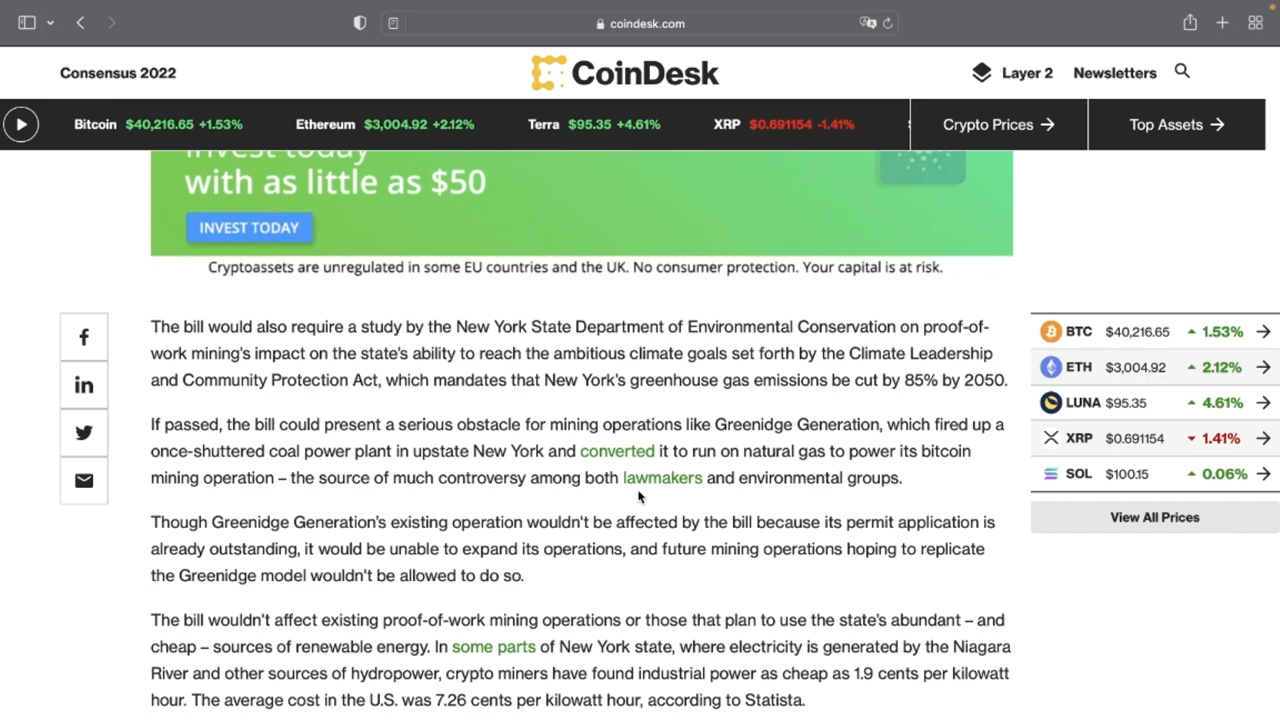 coindesk.com
Consensus 2022
CoinDesk
Layer 2
Newsletters
Bitcoin $40,216.65 +1.53%
Ethereum $3,004.92 +2.12%
Terra $95.35 +4.61%
XRP $0.691154 -1.41%
Crypto Prices →
Top Assets →
invest today
with as little as $50
INVEST TODAY
Cryptoassets are unregulated in some EU countries and the UK. No consumer protection. Your capital is at risk.
The bill would also require a study by the New York State Department of Environmental Conservation on proof-of-
work mining's impact on the state's ability to reach the ambitious climate goals set forth by the Climate Leadership
and Community Protection Act, which mandates that New York's greenhouse gas emissions be cut by 85% by 2050.
If passed, the bill could present a serious obstacle for mining operations like Greenidge Generation, which fired up a
once-shuttered coal power plant in upstate New York and converted it to run on natural gas to power its bitcoin
mining operation – the source of much controversy among both lawmakers and environmental groups.
Though Greenidge Generation's existing operation wouldn't be affected by the bill because its permit application is
already outstanding, it would be unable to expand its operations, and future mining operations hoping to replicate
the Greenidge model wouldn't be allowed to do so.
The bill wouldn't affect existing proof-of-work mining operations or those that plan to use the state's abundant – and
cheap – sources of renewable energy. In some parts of New York state, where electricity is generated by the Niagara
River and other sources of hydropower, crypto miners have found industrial power as cheap as 1.9 cents per kilowatt
hour. The average cost in the U.S. was 7.26 cents per kilowatt hour, according to Statista.
BTC $40,216.65 1.53% →
ETH $3,004.92 2.12% →
LUNA $95.35 4.61% →
XRP $0.691154 1.41% →
SOL $100.15 0.06% →
View All Prices